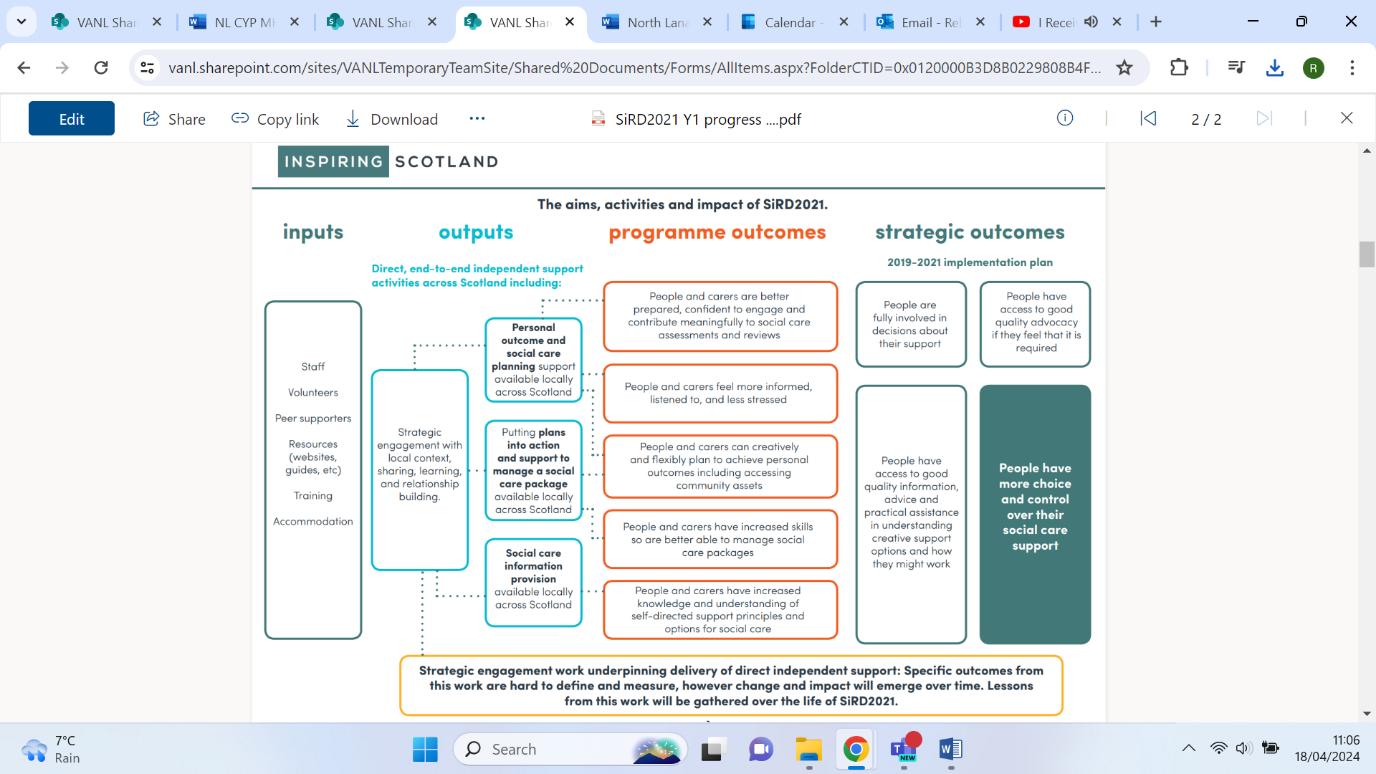 VANL Shar
NL CYP MH
VANL Shar
VANL Shar
North Lana
Calendar -
Email - Re
I Recei
vanl.sharepoint.com/sites/VANLTemporaryTeamSite/Shared%20Documents/Forms/AllItems.aspx?FolderCTID=0x0120000B3D8B0229808B4F...
R
Edit
Share
Copy link
Download
...
SiRD2021 Y1 progress ....pdf
2 / 2
INSPIRING SCOTLAND
The aims, activities and impact of SiRD2021.
inputs
outputs
programme outcomes
strategic outcomes
Direct, end-to-end independent support
activities across Scotland including:
2019-2021 implementation plan
Staff
Volunteers
Peer supporters
Resources
(websites,
guides, etc)
Training
Accommodation
Strategic
engagement with
local context,
sharing, learning,
and relationship
building.
Personal
outcome and
social care
planning support
available locally
across Scotland
Putting plans
into action
and support to
manage a social
care package
available locally
across Scotland
Social care
information
provision
available locally
across Scotland
People and carers are better
prepared, confident to engage and
contribute meaningfully to social care
assessments and reviews
People and carers feel more informed,
listened to, and less stressed
People and carers can creatively
and flexibly plan to achieve personal
outcomes including accessing
community assets
People and carers have increased skills
so are better able to manage social
care packages
People and carers have increased
knowledge and understanding of
self-directed support principles and
options for social care
People are
fully involved in
decisions about
their support
People have
access to good
quality advocacy
if they feel that it is
required
People have
access to good
quality information,
advice and
practical assistance
in understanding
creative support
options and how
they might work
People have
more choice
and control
over their
social care
support
Strategic engagement work underpinning delivery of direct independent support: Specific outcomes from
this work are hard to define and measure, however change and impact will emerge over time. Lessons
from this work will be gathered over the life of SiRD2021.
7°C
Rain
Search
NEW
11:06
18/04/2024